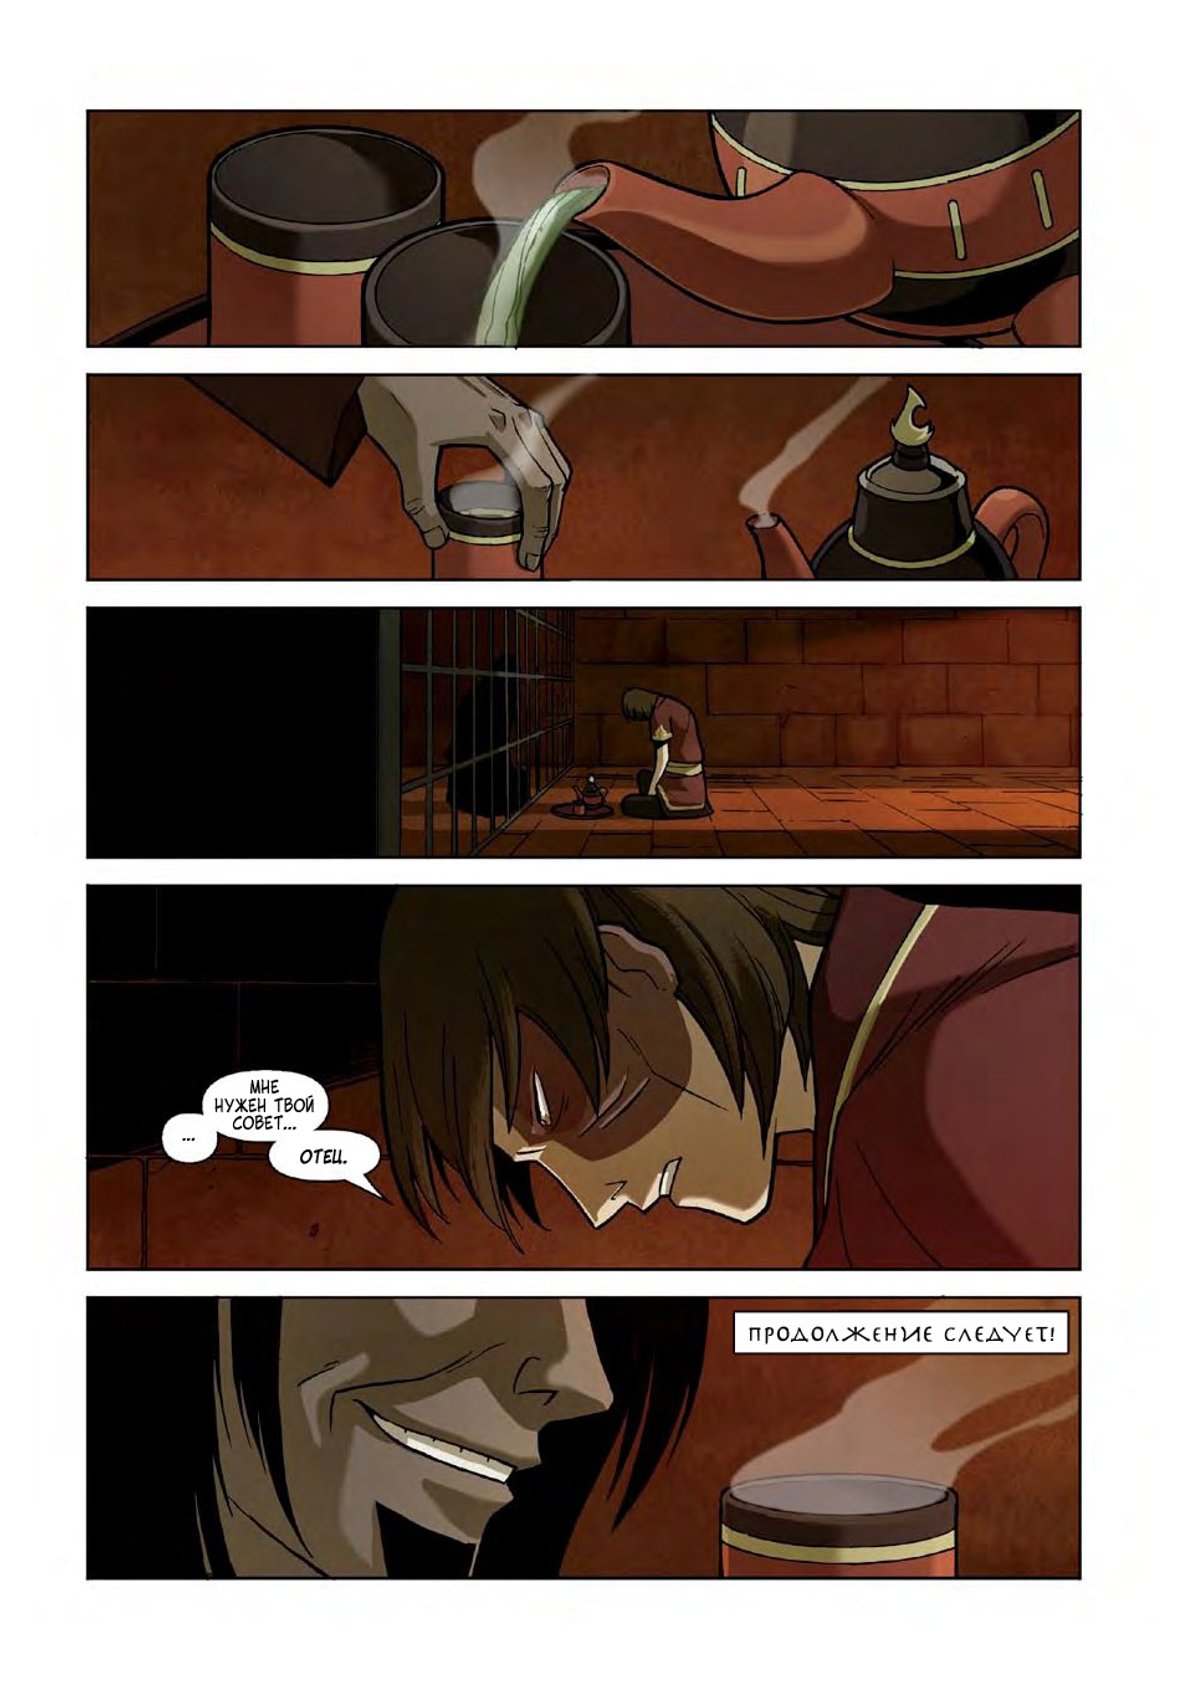 ...
МНЕ
НУЖЕН ТВОЙ
СОВЕТ...
ОТЕЦ.
ПРОДОЛЖЕНИЕ СЛЕДУЕТ!